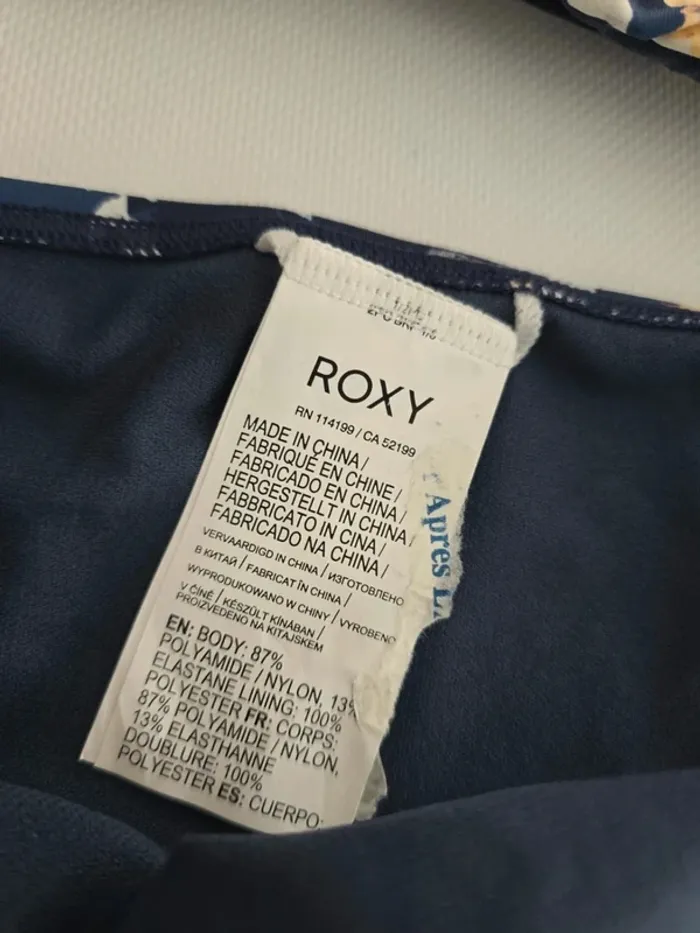 ROXY
RN 114199 / CA 52199
MADE IN CHINA /
FABRIQUÉ EN CHINE /
FABRICADO EN CHINA /
HERGESTELLT IN CHINA /
FABBRICATO IN CINA /
FABRICADO NA CHINA /
VERVAARDIGD IN CHINA / ИЗГОТОВЛЕНО
В КИТАЙ / FABRICAT ÎN CHINA /
WYPRODUKOWANO W CHINY / VYROBENO
V ČÍNĚ / KÉSZÜLT KÍNÁBAN /
PROIZVEDENO NA KITAJSKEM
EN: BODY: 87%
POLYAMIDE / NYLON, 13%
ELASTANE LINING: 100%
POLYESTER FR: CORPS:
87% POLYAMIDE / NYLON,
13% ELASTHANNE
DOUBLURE: 100%
POLYESTER ES: CUERPO:
Apres